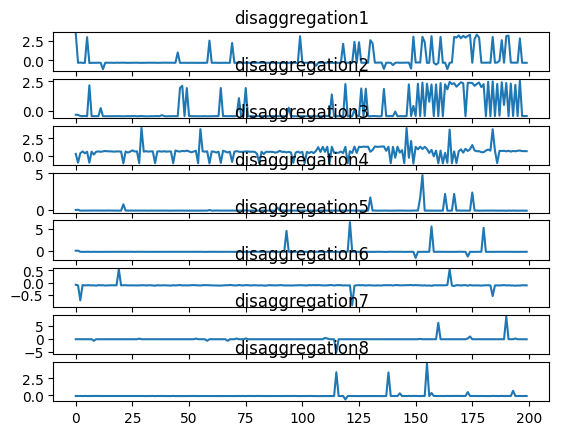 disaggregation1
2.5
0.0
disaggregation2
2.5
0.0
disaggregation3
2.5
0.0
disaggregation4
5
0
disaggregation5
5
0
disaggregation6
0.5
0.0
−0.5
disaggregation7
5
0
−5
disaggregation8
2.5
0.0
0 25 50 75 100 125 150 175 200